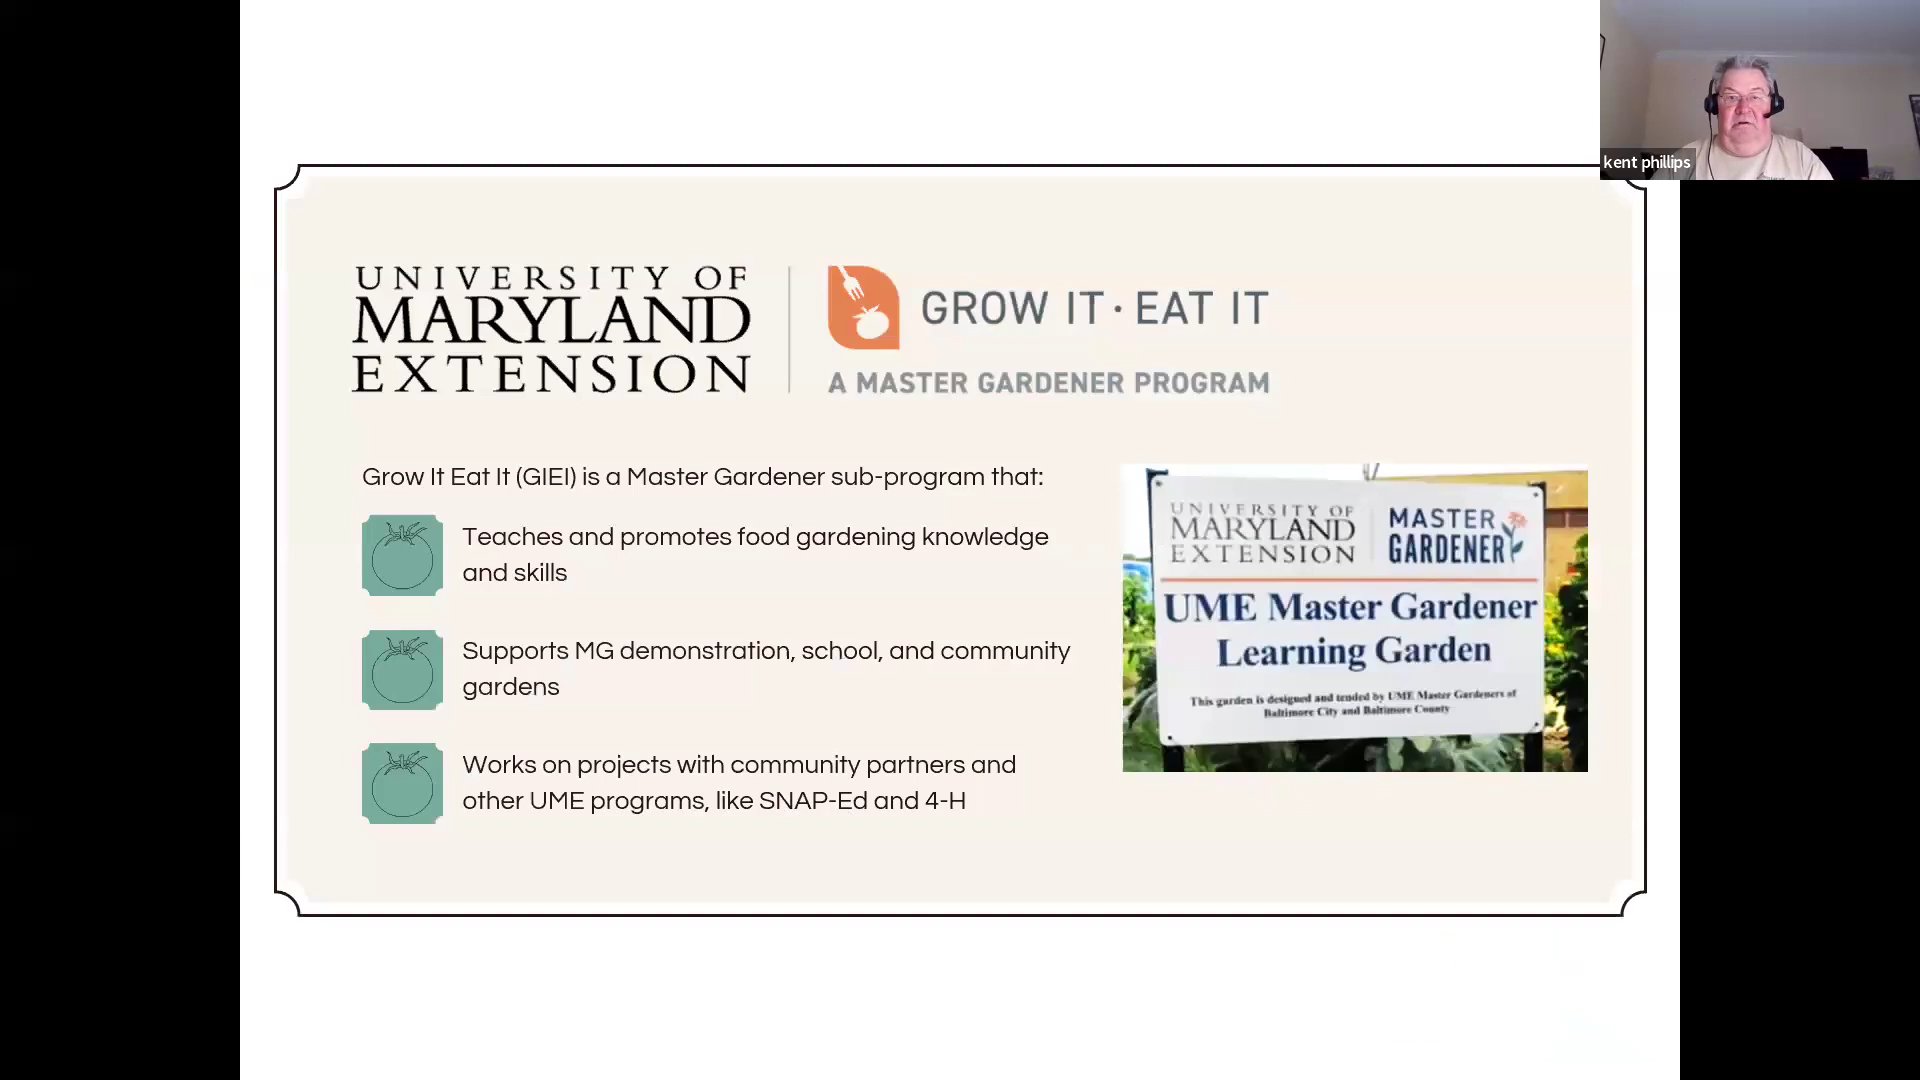 kent phillips
UNIVERSITY OF
MARYLAND
EXTENSION
GROW IT · EAT IT
A MASTER GARDENER PROGRAM
Grow It Eat It (GIEI) is a Master Gardener sub-program that:
Teaches and promotes food gardening knowledge
and skills
Supports MG demonstration, school, and community
gardens
Works on projects with community partners and
other UME programs, like SNAP-Ed and 4-H
UNIVERSITY OF
MARYLAND
EXTENSION
MASTER
GARDENER
UME Master Gardener
Learning Garden
This garden is designed and tended by UME Master Gardeners of
Baltimore City and Baltimore County